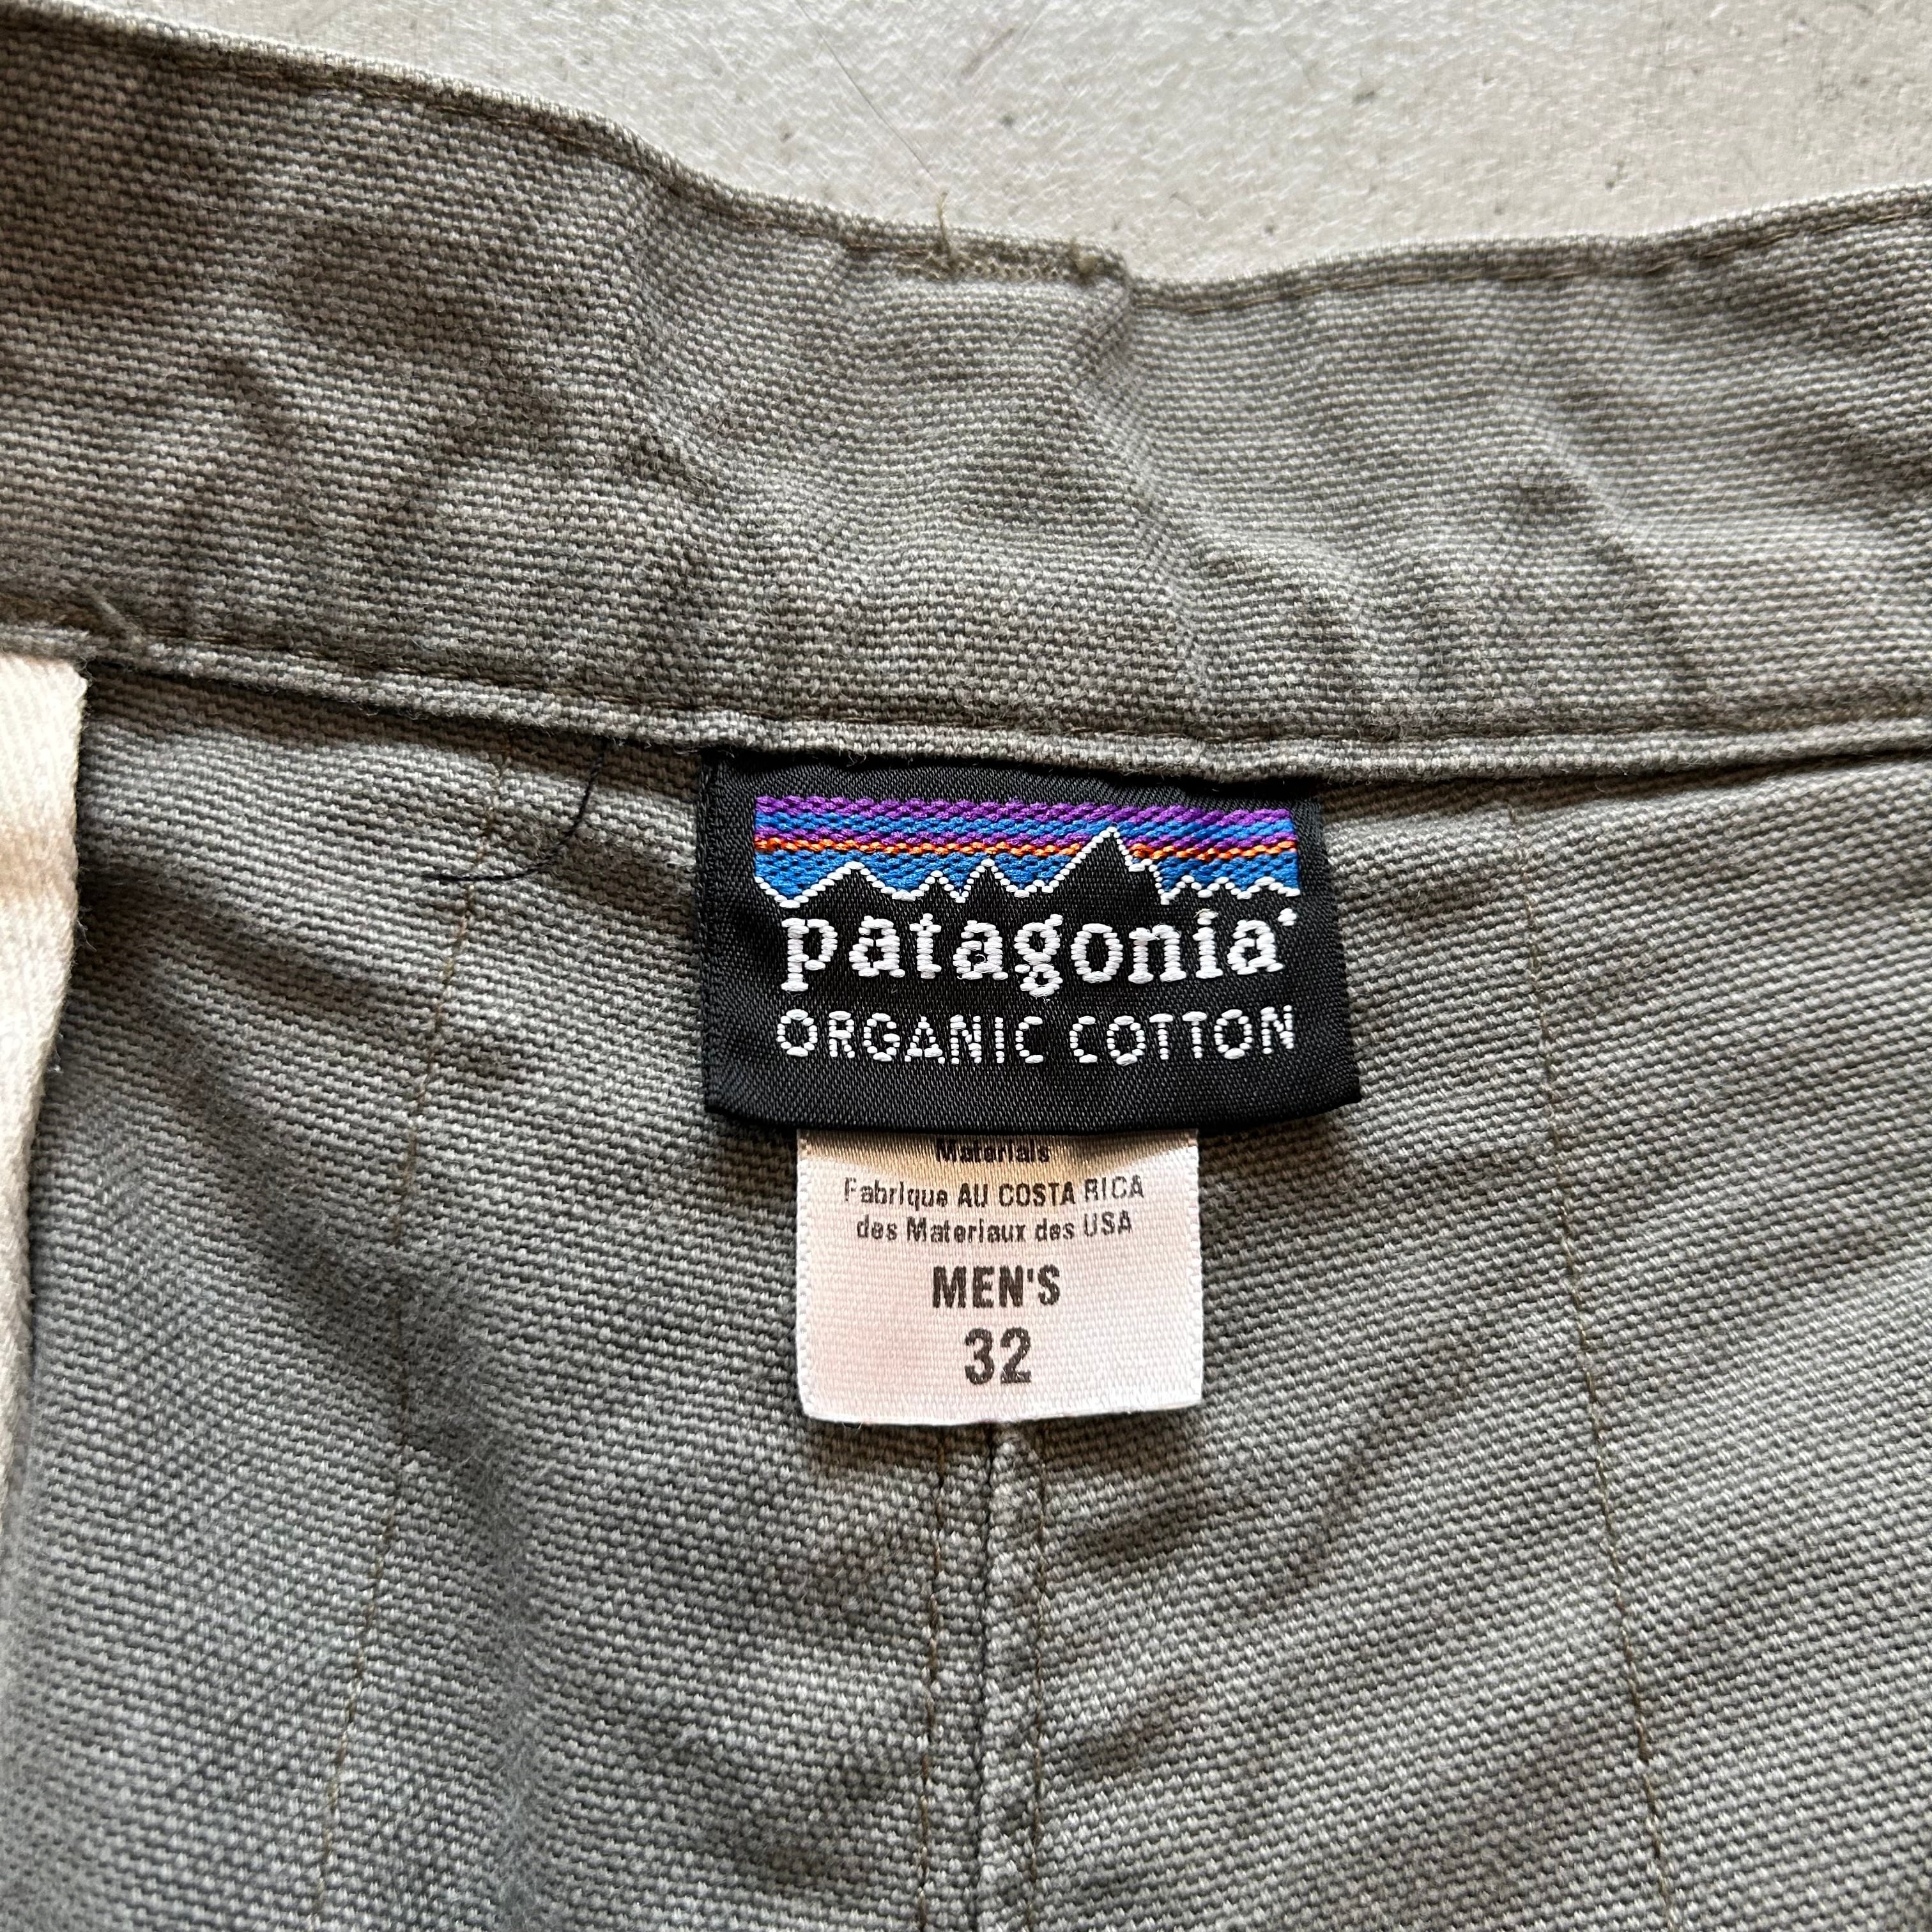 patagonia®
ORGANIC COTTON
Materials
Fabrique AU COSTA RICA
des Materiaux des USA
MEN'S
32